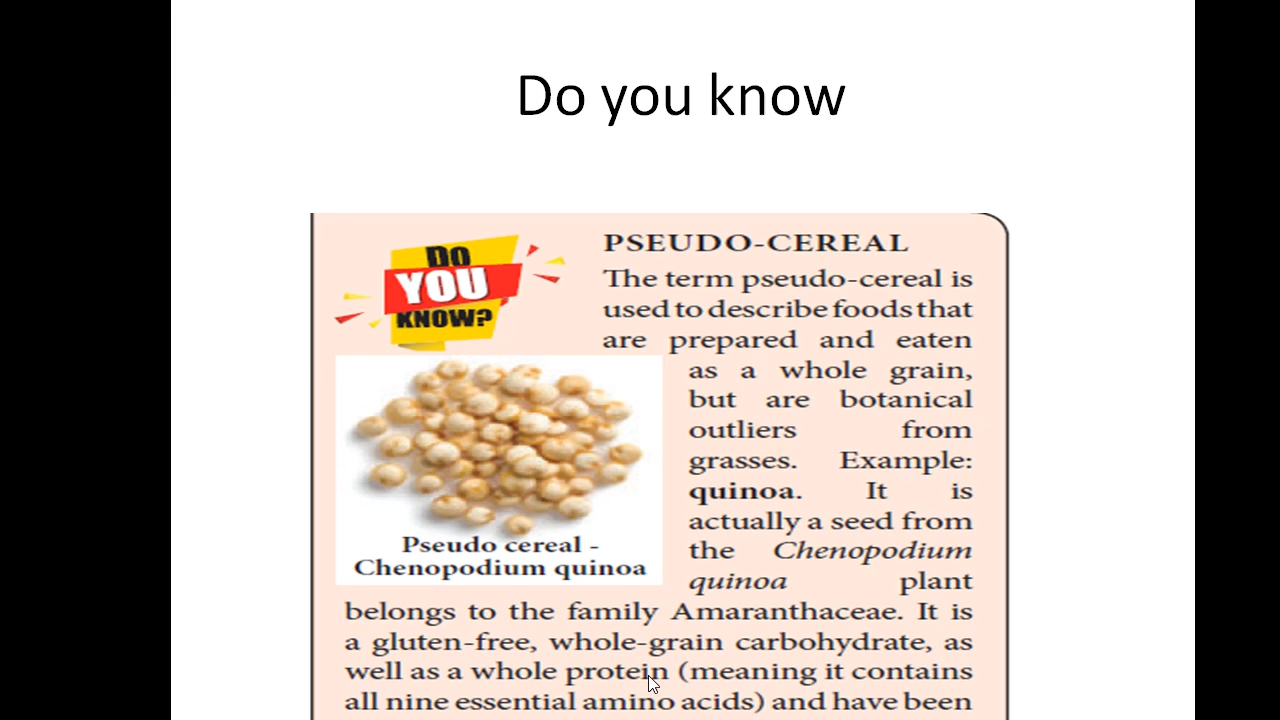 Do you know
DO
YOU
KNOW?
PSEUDO-CEREAL
The term pseudo-cereal is
used to describe foods that
are prepared and eaten
as a whole grain,
but are botanical
outliers from
grasses. Example:
quinoa. It is
actually a seed from
the Chenopodium
quinoa plant
Pseudo cereal -
Chenopodium quinoa
belongs to the family Amaranthaceae. It is
a gluten-free, whole-grain carbohydrate, as
well as a whole protein (meaning it contains
all nine essential amino acids) and have been